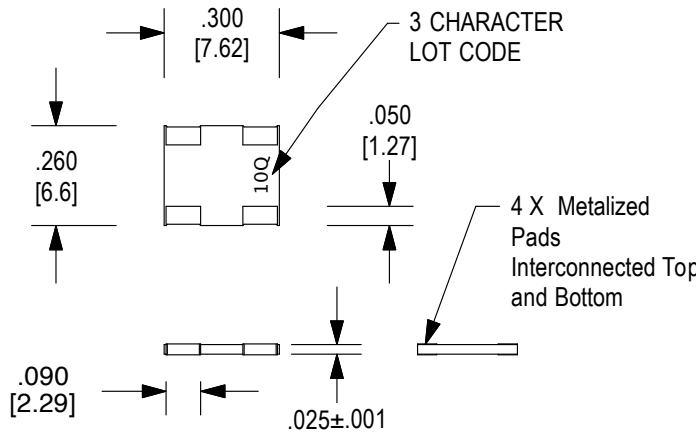 .300
[7.62]
3 CHARACTER
LOT CODE
.050
[1.27]
.260
[6.6]
10Q
4 X Metalized
Pads
Interconnected Top
and Bottom
.090
[2.29]
.025±.001